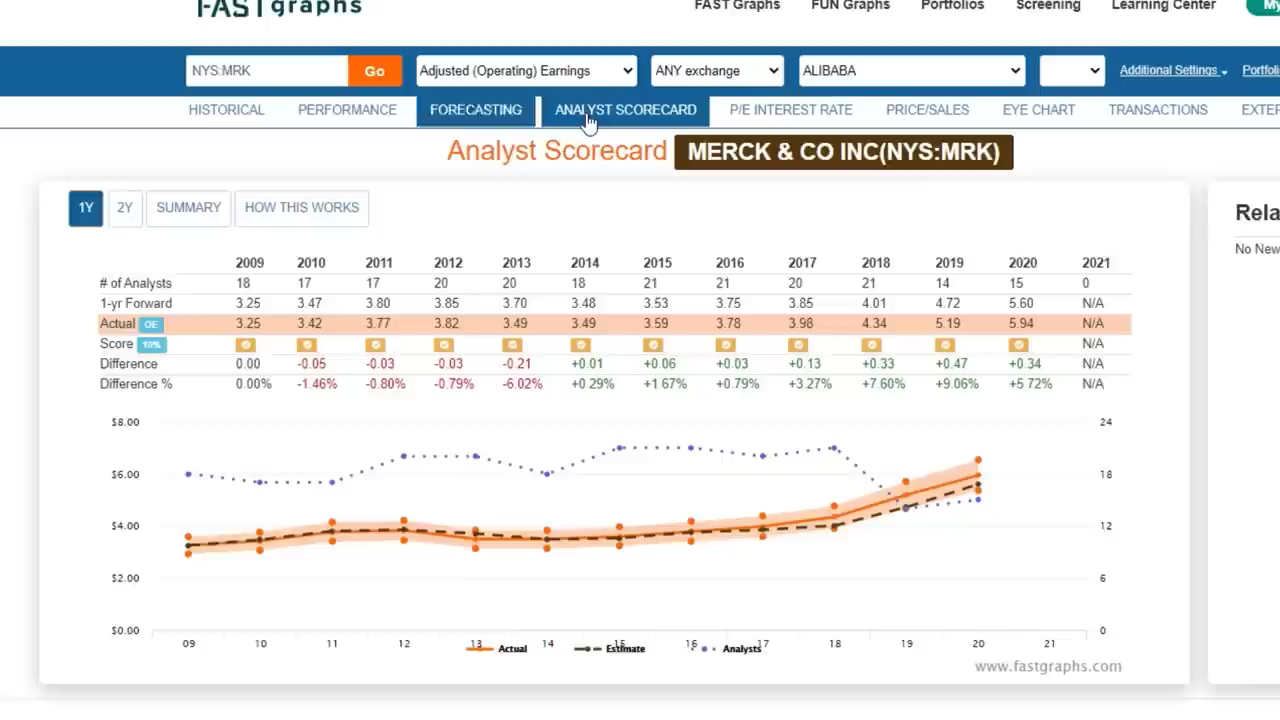 FASTgraphs FAST Graphs FUN Graphs Portfolios Screening Learning Center My
NYS:MRK Go Adjusted (Operating) Earnings ANY exchange ALIBABA Additional Settings Portfoli
HISTORICAL PERFORMANCE FORECASTING ANALYST SCORECARD P/E INTEREST RATE PRICE/SALES EYE CHART TRANSACTIONS EXTER
Analyst Scorecard MERCK & CO INC(NYS:MRK)
1Y 2Y SUMMARY HOW THIS WORKS
Rela
No New
2009 2010 2011 2012 2013 2014 2015 2016 2017 2018 2019 2020 2021
# of Analysts 18 17 17 20 20 18 21 21 20 21 14 15 0
1-yr Forward 3.25 3.47 3.80 3.85 3.70 3.48 3.53 3.75 3.85 4.01 4.72 5.60 N/A
Actual OE 3.25 3.42 3.77 3.82 3.49 3.49 3.59 3.78 3.98 4.34 5.19 5.94 N/A
Score 10% N/A
Difference 0.00 -0.05 -0.03 -0.03 -0.21 +0.01 +0.06 +0.03 +0.13 +0.33 +0.47 +0.34 N/A
Difference % 0.00% -1.46% -0.80% -0.79% -6.02% +0.29% +1.67% +0.79% +3.27% +7.60% +9.06% +5.72% N/A
$8.00 24
$6.00 18
$4.00 12
$2.00 6
$0.00 0
09 10 11 12 13 14 15 16 17 18 19 20 21
Actual Estimate Analysts
www.fastgraphs.com